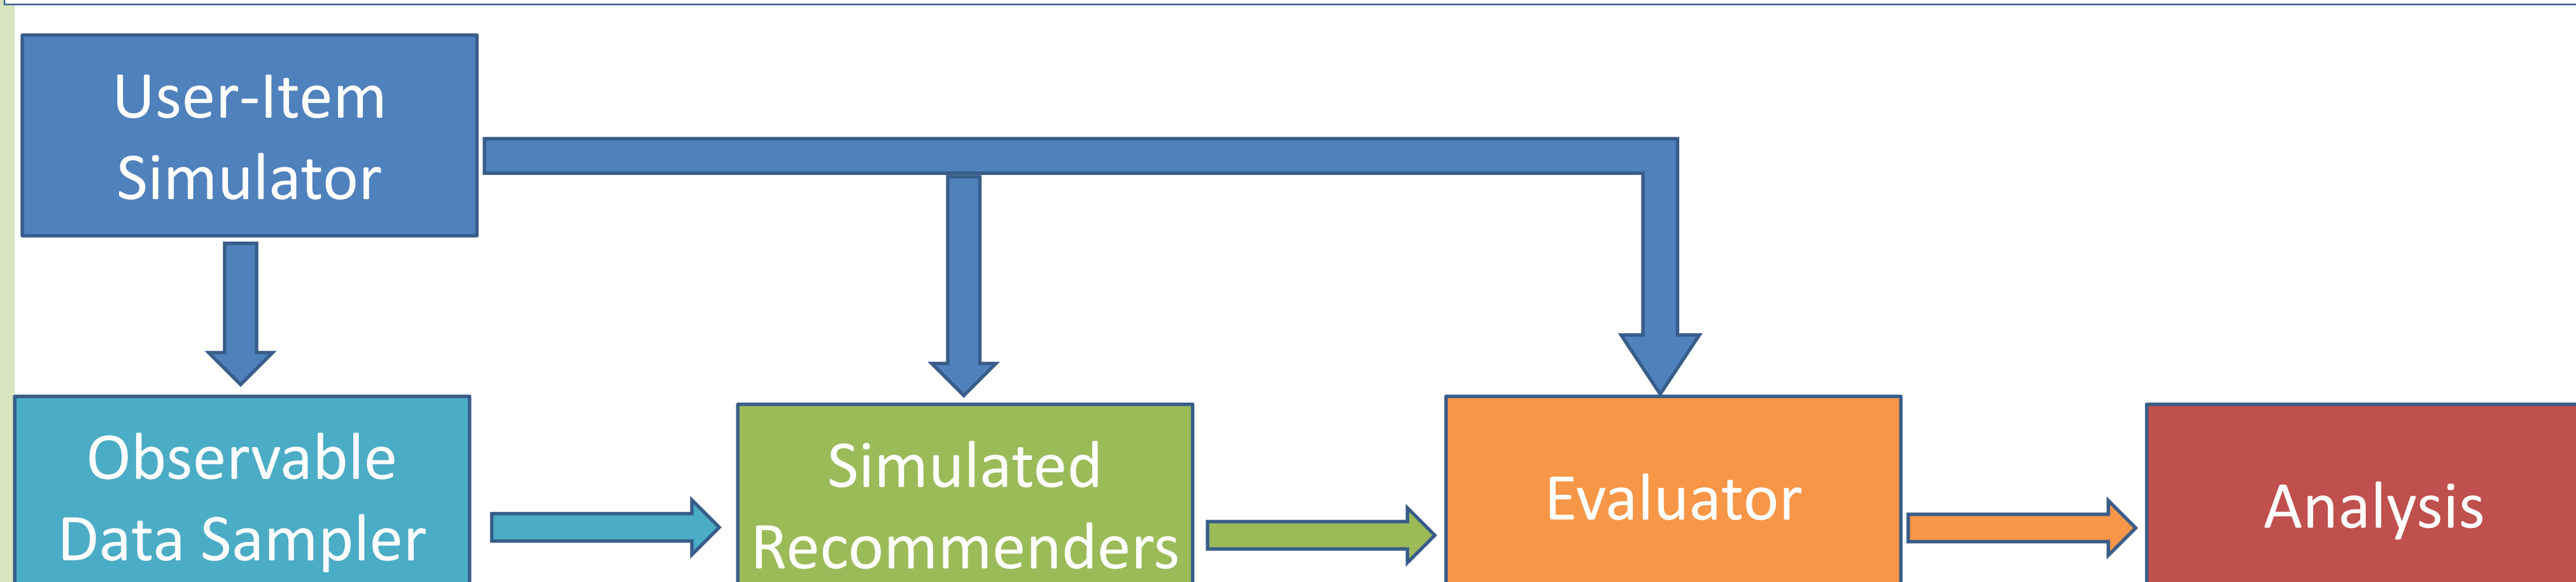 User-Item
Simulator
Observable
Data Sampler
Simulated
Recommenders
Evaluator
Analysis